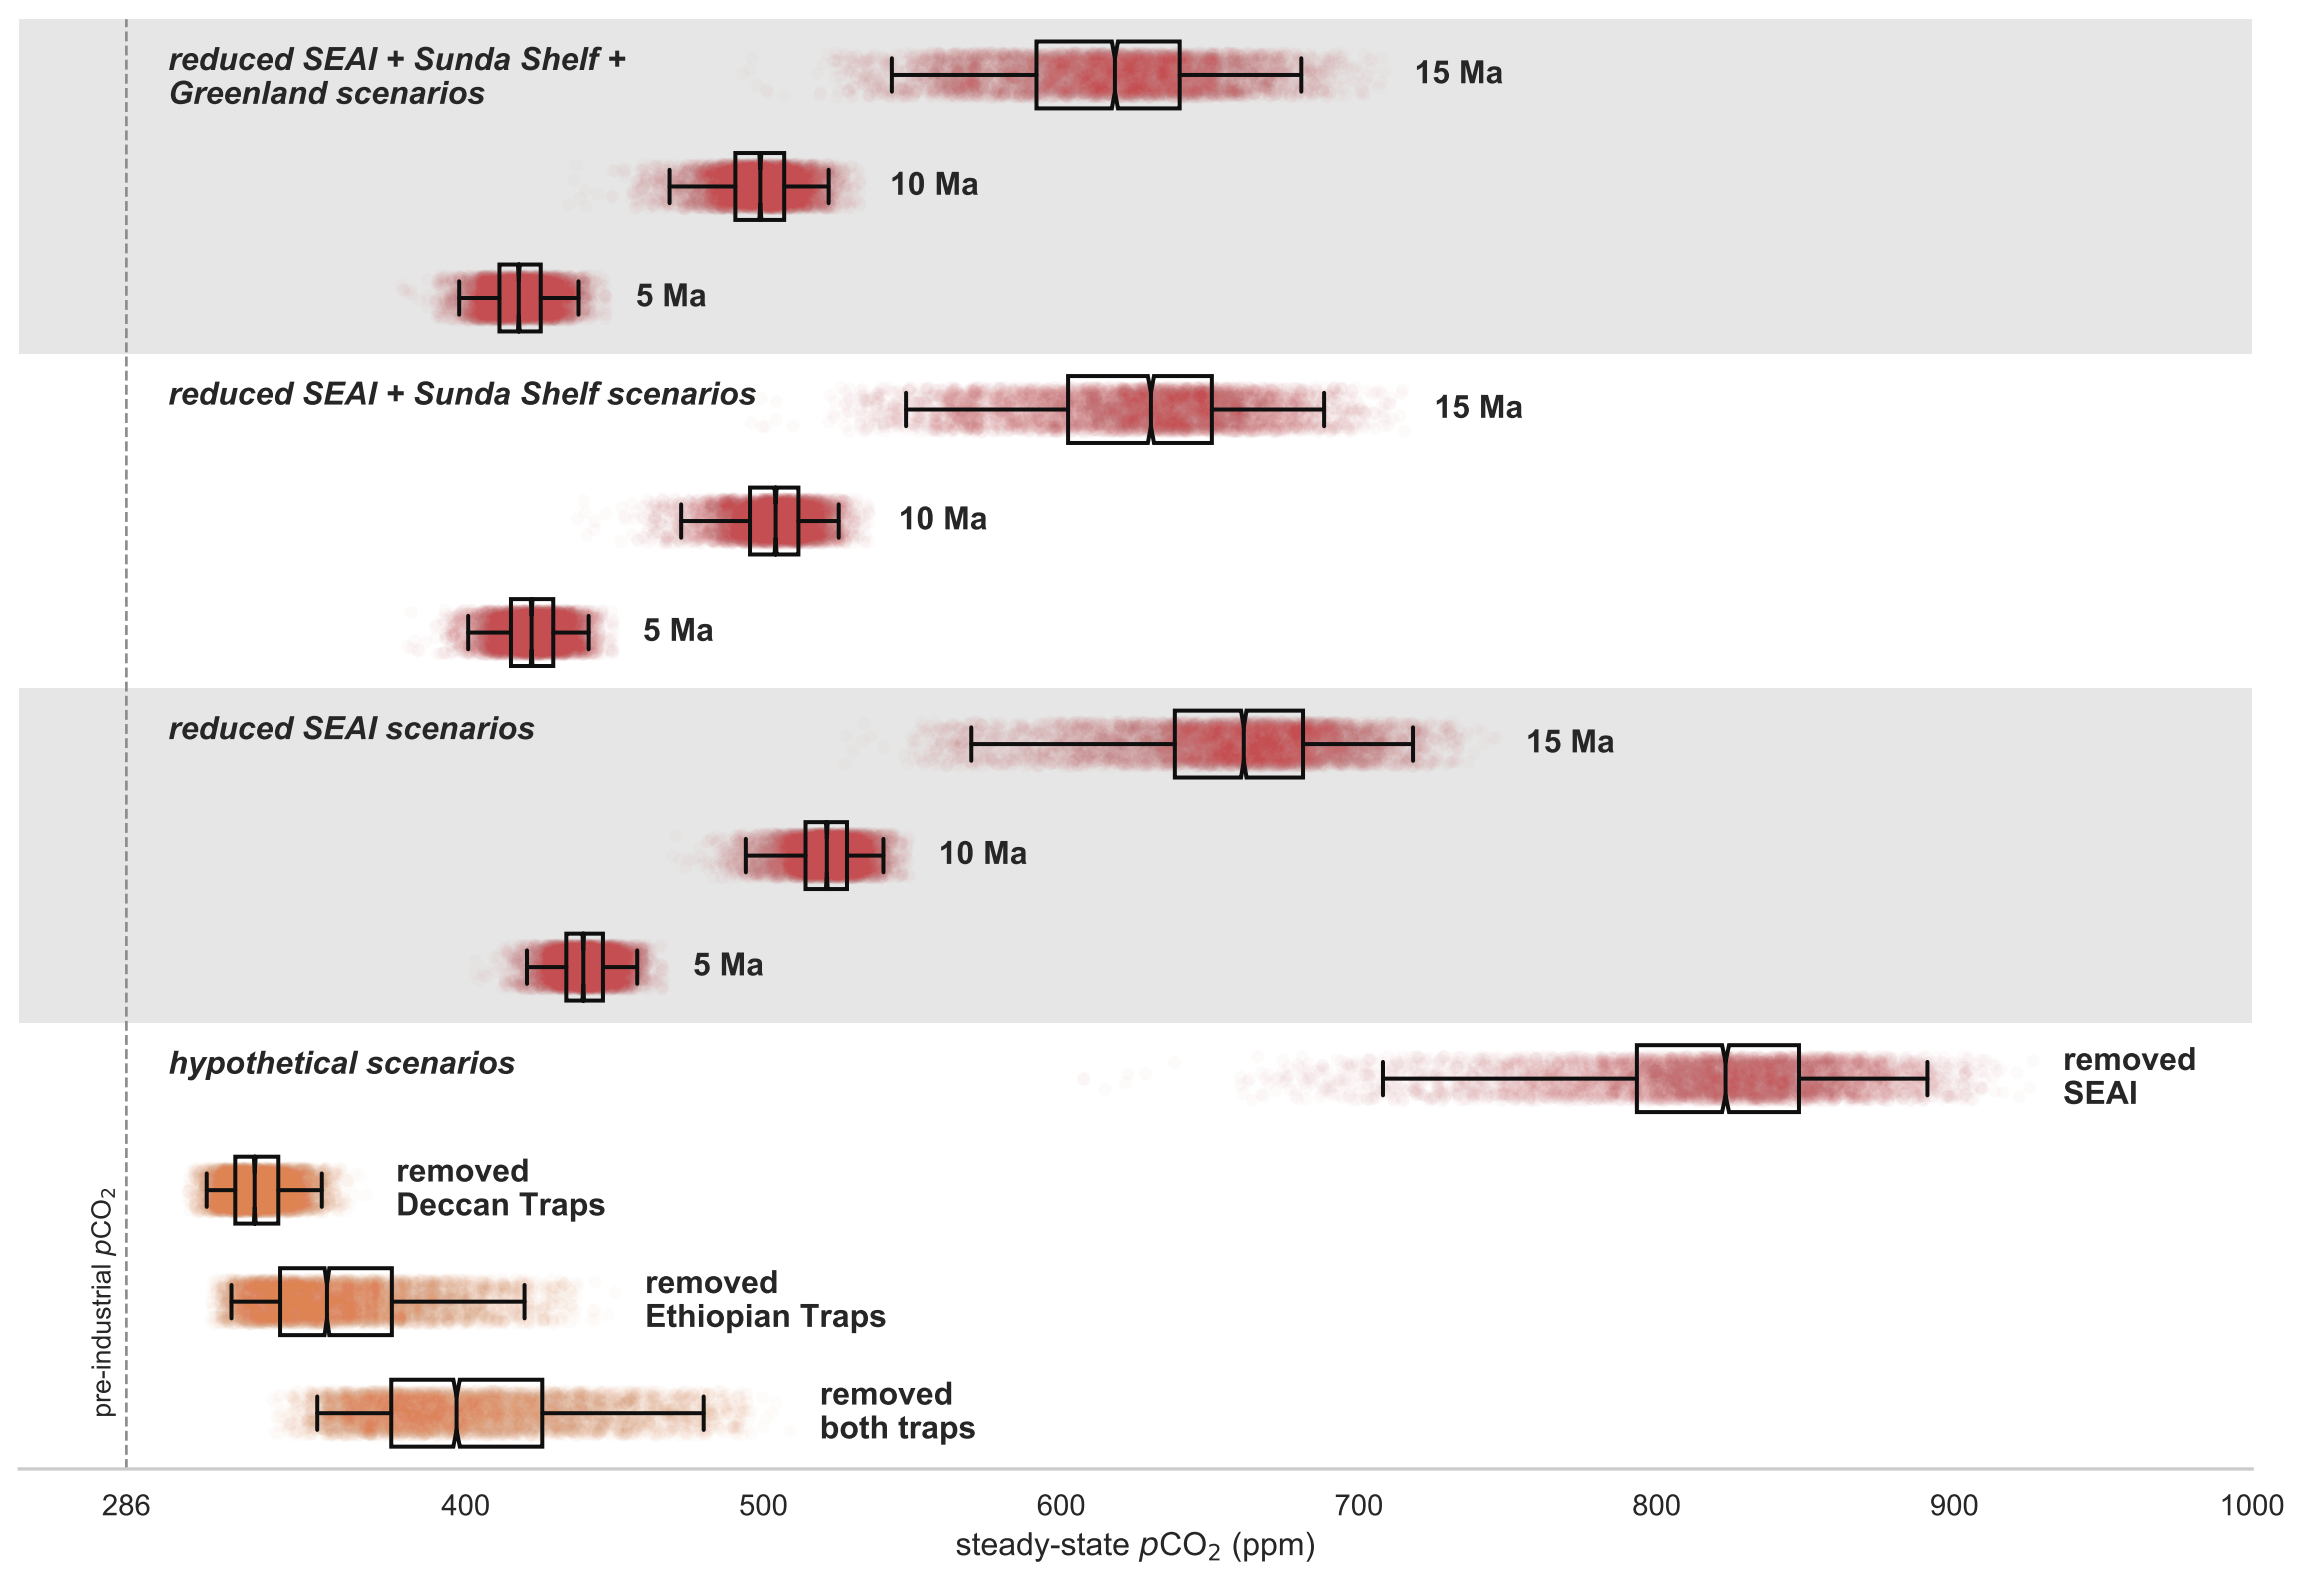 reduced SEAI + Sunda Shelf +
Greenland scenarios
15 Ma
10 Ma
5 Ma
reduced SEAI + Sunda Shelf scenarios
15 Ma
10 Ma
5 Ma
reduced SEAI scenarios
15 Ma
10 Ma
5 Ma
hypothetical scenarios
removed
SEAI
removed
Deccan Traps
removed
Ethiopian Traps
removed
both traps
pre-industrial pCO₂
286 400 500 600 700 800 900 1000
steady-state pCO₂ (ppm)